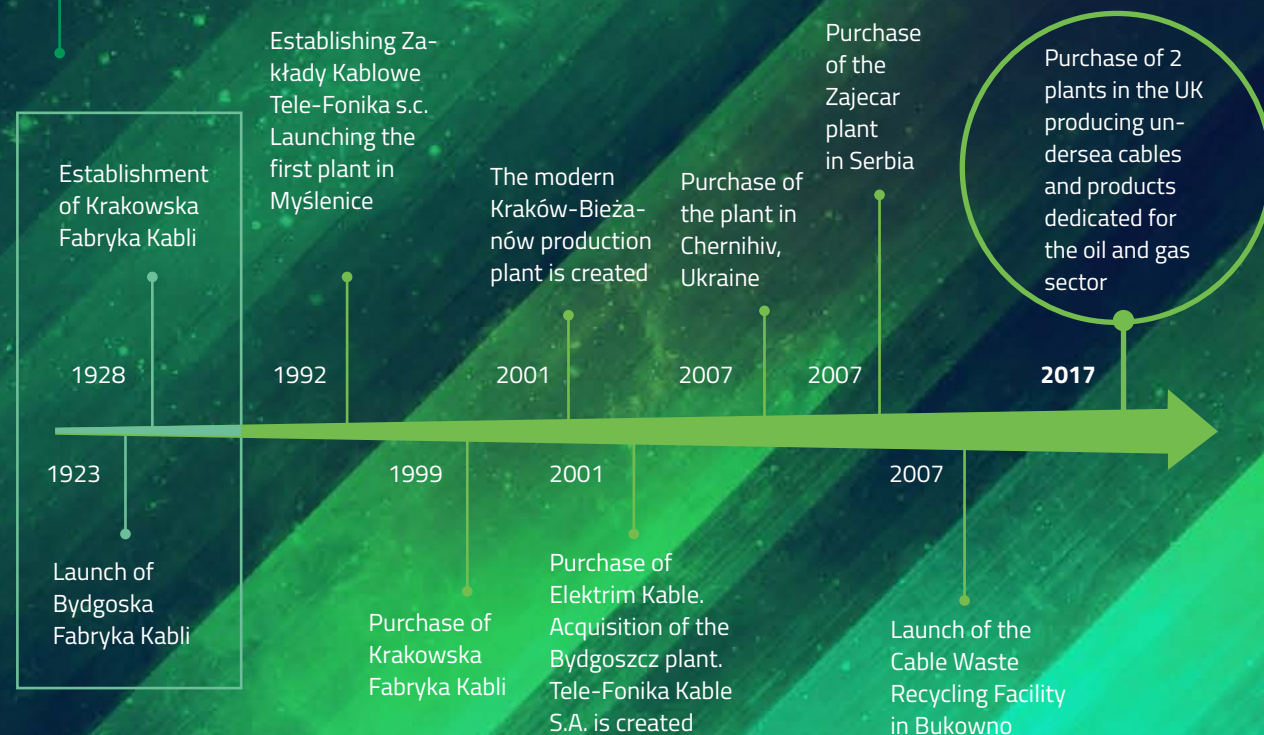 Establishment
of Krakowska
Fabryka Kabli
1928
1923
Launch of
Bydgoska
Fabryka Kabli
Establishing Za-
kłady Kablowe
Tele-Fonika s.c.
Launching the
first plant in
Myślenice
1992
1999
Purchase of
Krakowska
Fabryka Kabli
The modern
Kraków-Bieża-
nów production
plant is created
2001
2001
Purchase of
Elektrim Kable.
Acquisition of the
Bydgoszcz plant.
Tele-Fonika Kable
S.A. is created
Purchase of
the plant in
Chernihiv,
Ukraine
2007
Purchase
of the
Zajecar
plant
in Serbia
2007
2007
Launch of the
Cable Waste
Recycling Facility
in Bukowno
Purchase of 2
plants in the UK
producing un-
dersea cables
and products
dedicated for
the oil and gas
sector
2017